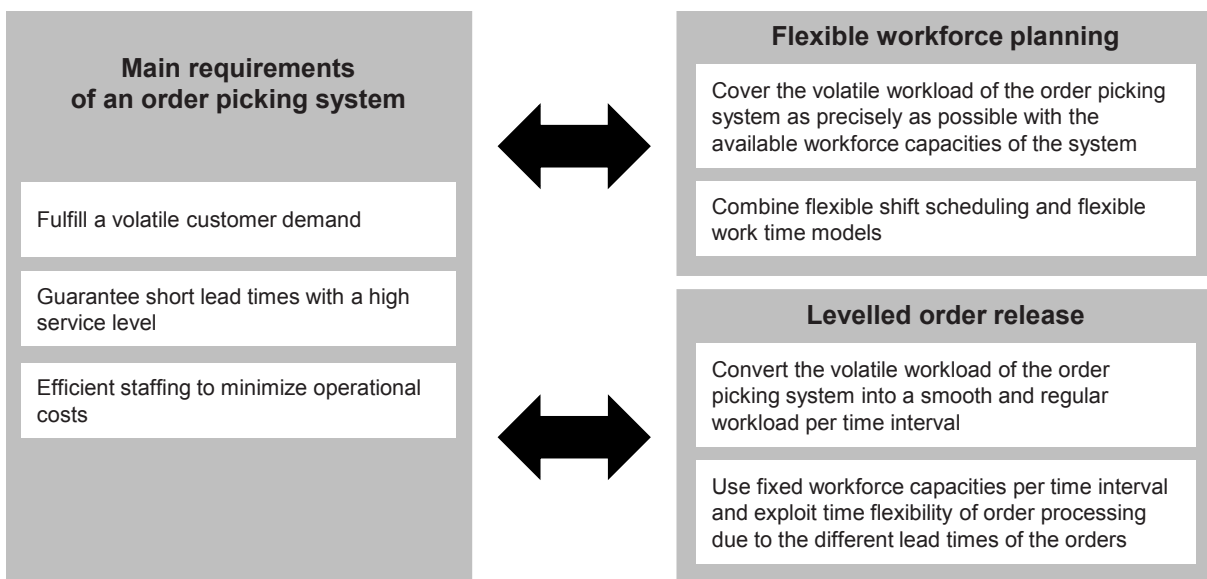 Main requirements
of an order picking system
Fulfill a volatile customer demand
Guarantee short lead times with a high
service level
Efficient staffing to minimize operational
costs
Flexible workforce planning
Cover the volatile workload of the order picking
system as precisely as possible with the
available workforce capacities of the system
Combine flexible shift scheduling and flexible
work time models
Levelled order release
Convert the volatile workload of the order
picking system into a smooth and regular
workload per time interval
Use fixed workforce capacities per time interval
and exploit time flexibility of order processing
due to the different lead times of the orders